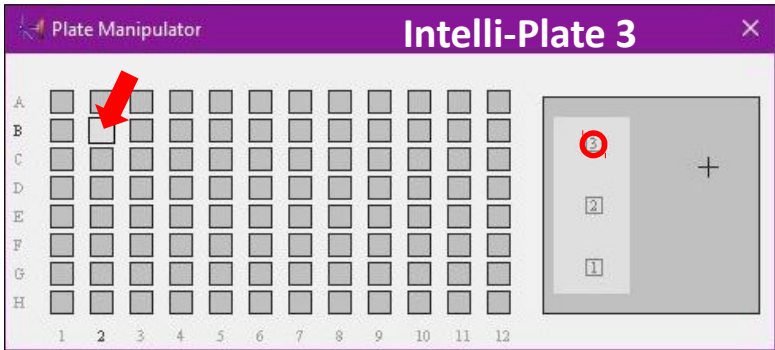 Plate Manipulator
Intelli-Plate 3
A
B
C
D
E
F
G
H
1 2 3 4 5 6 7 8 9 10 11 12
3
2
1